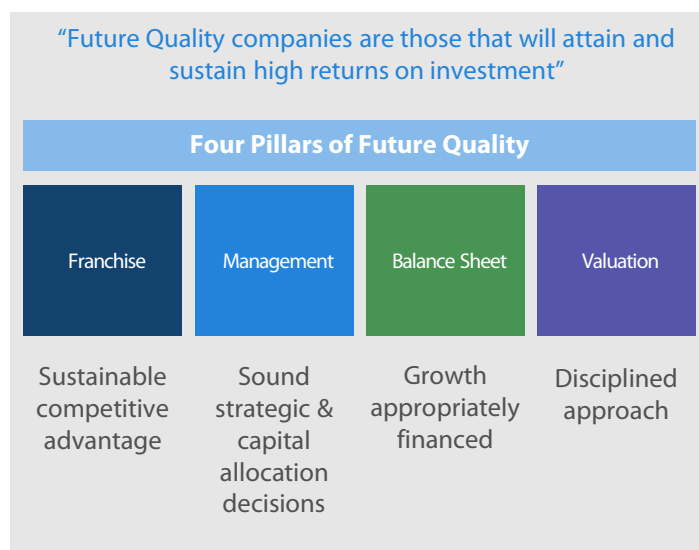 “Future Quality companies are those that will attain and
sustain high returns on investment”
Four Pillars of Future Quality
Franchise
Management
Balance Sheet
Valuation
Sustainable
competitive
advantage
Sound
strategic &
capital
allocation
decisions
Growth
appropriately
financed
Disciplined
approach